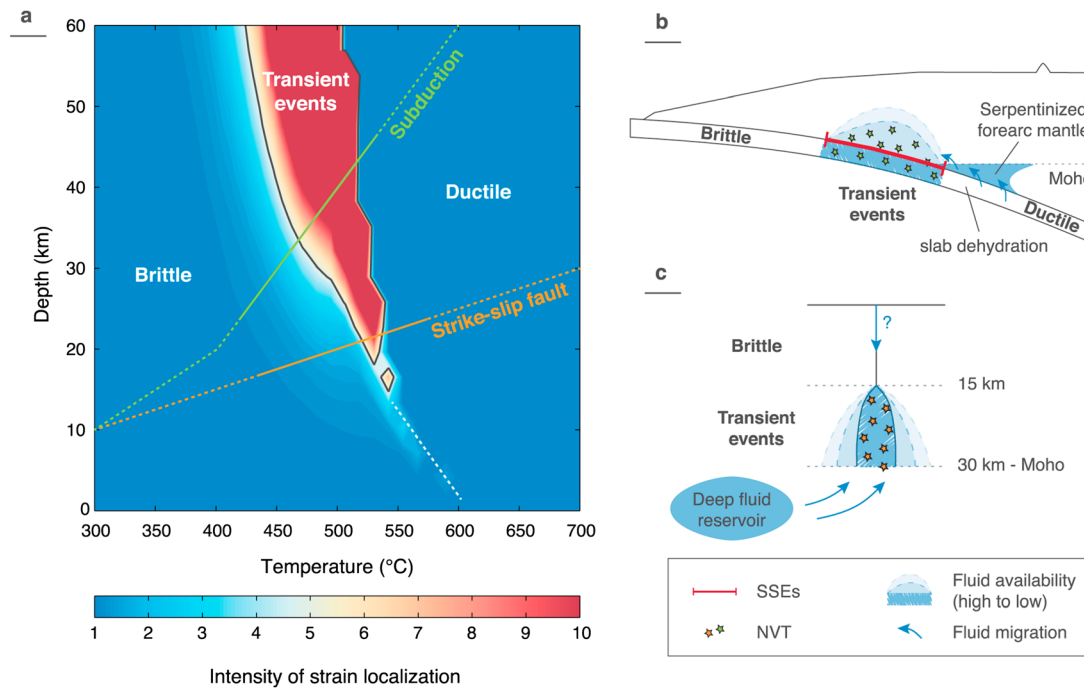 a
60
50
40
30
20
10
0
Depth (km)
Transient
events
Subduction
Ductile
Brittle
Strike-slip fault
300
400
450
500
550
600
700
Temperature (°C)
1
2
3
4
5
6
7
8
9
10
Intensity of strain localization
b
Brittle
Serpentinized
forearc mantle
Moho
Transient
events
Ductile
slab dehydration
c
?
Brittle
15 km
Transient
events
30 km - Moho
Deep fluid
reservoir
SSEs
Fluid availability
(high to low)
NVT
Fluid migration